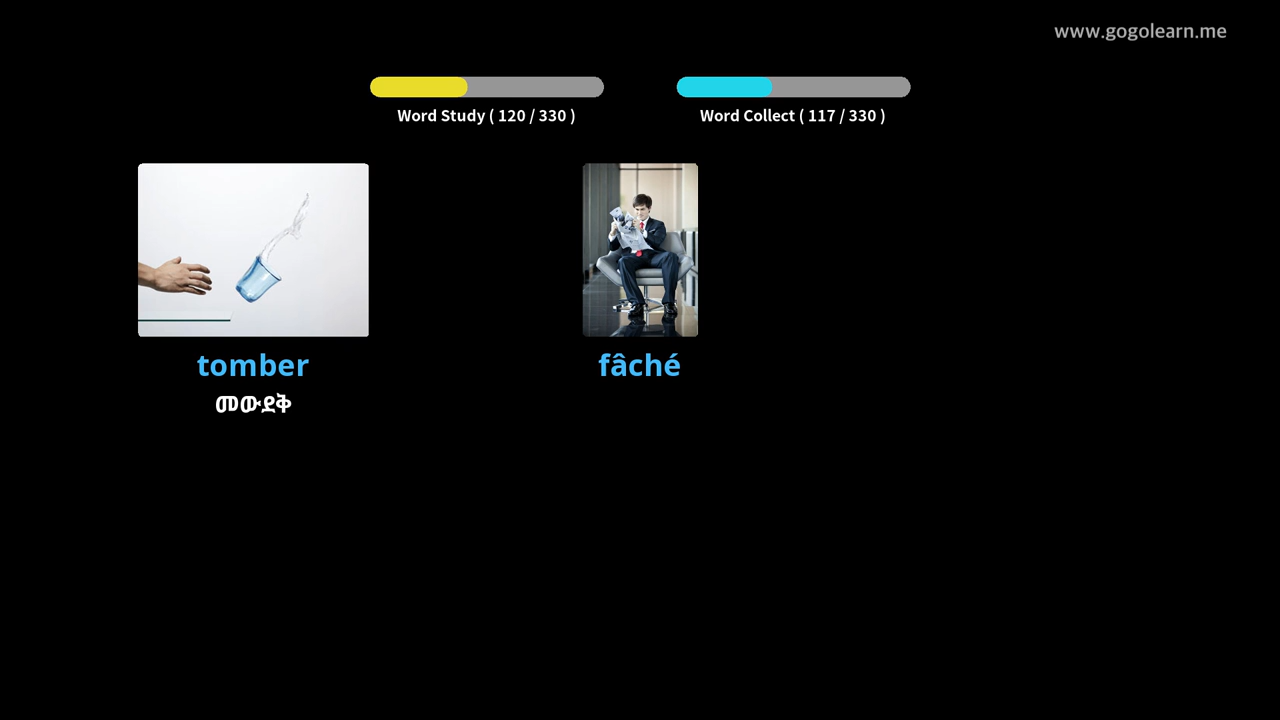 www.gogolearn.me
Word Study ( 120 / 330 )
Word Collect ( 117 / 330 )
tomber
መውደቅ
fâché